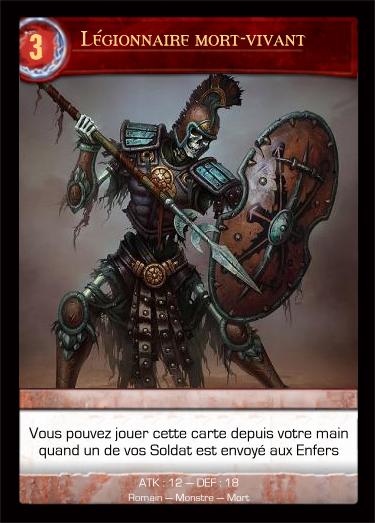 3
Légionnaire mort-vivant
Vous pouvez jouer cette carte depuis votre main
quand un de vos Soldat est envoyé aux Enfers
ATK : 12 — DEF : 18
Romain — Monstre — Mort